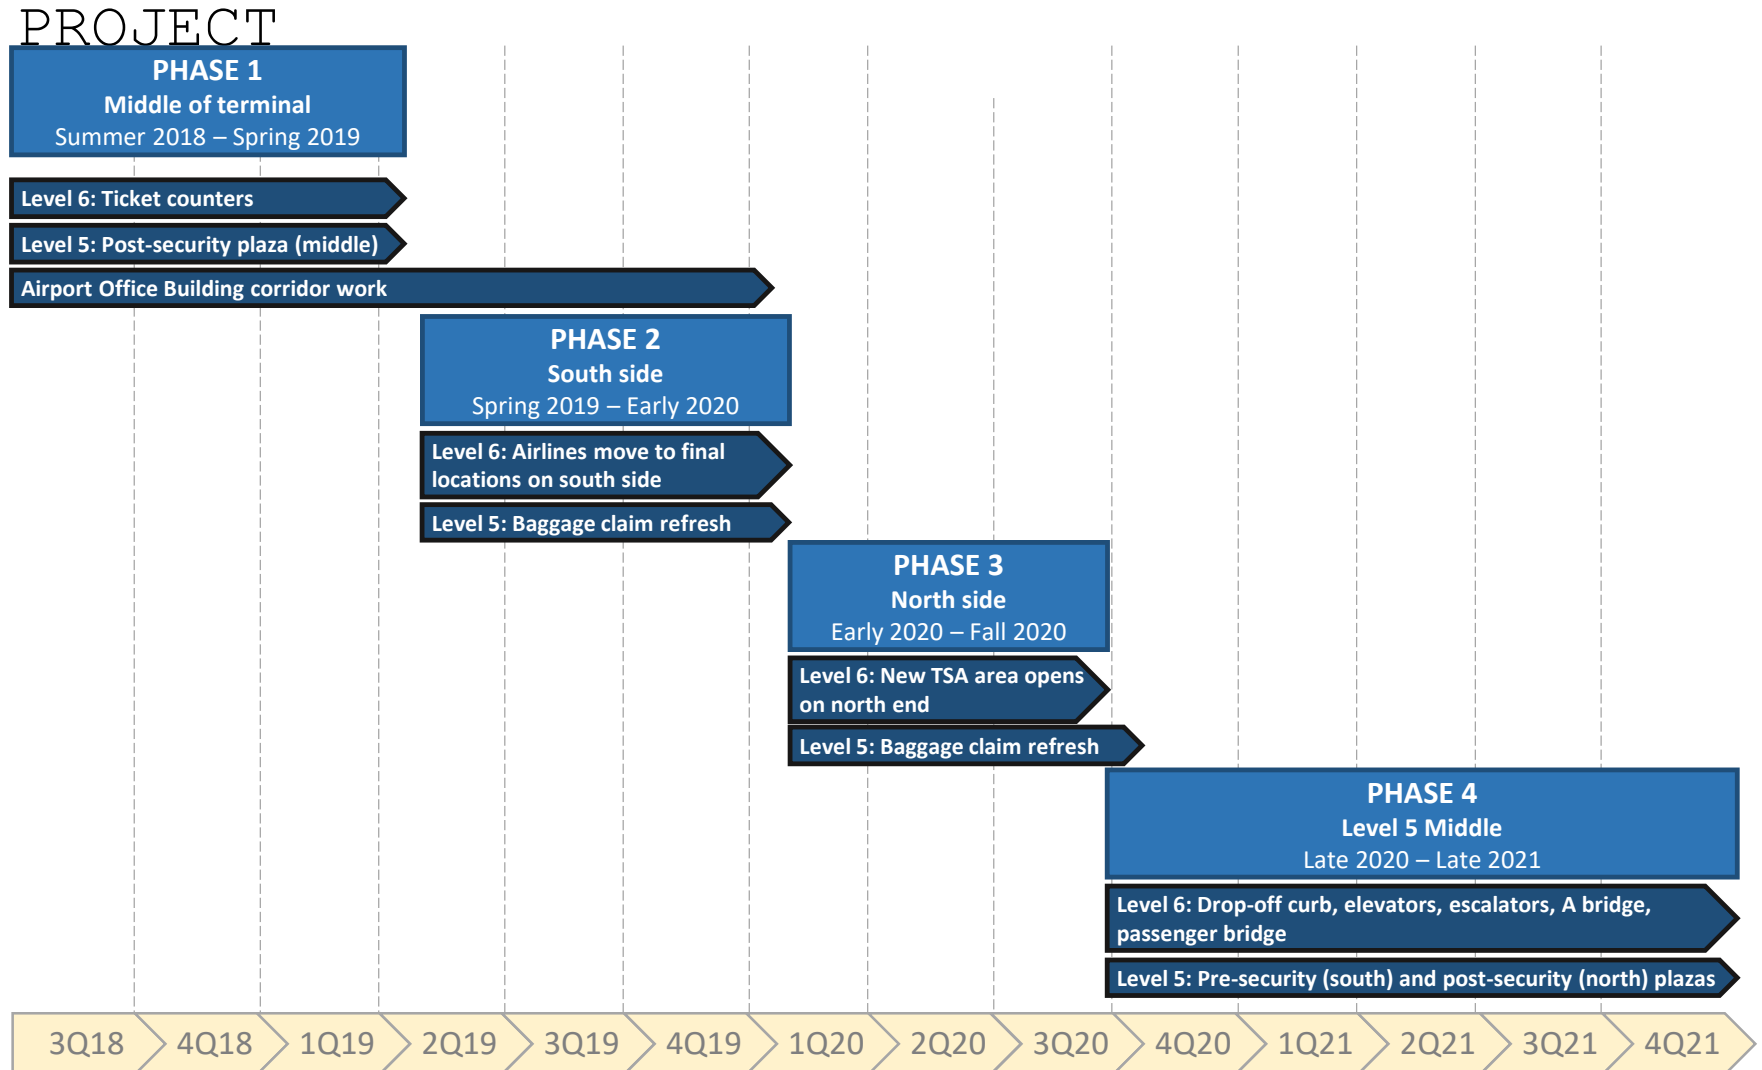 PROJECT
PHASE 1
Middle of terminal
Summer 2018 – Spring 2019
Level 6: Ticket counters
Level 5: Post-security plaza (middle)
Airport Office Building corridor work
PHASE 2
South side
Spring 2019 – Early 2020
Level 6: Airlines move to final
locations on south side
Level 5: Baggage claim refresh
PHASE 3
North side
Early 2020 – Fall 2020
Level 6: New TSA area opens
on north end
Level 5: Baggage claim refresh
PHASE 4
Level 5 Middle
Late 2020 – Late 2021
Level 6: Drop-off curb, elevators, escalators, A bridge,
passenger bridge
Level 5: Pre-security (south) and post-security (north) plazas
3Q18 4Q18 1Q19 2Q19 3Q19 4Q19 1Q20 2Q20 3Q20 4Q20 1Q21 2Q21 3Q21 4Q21